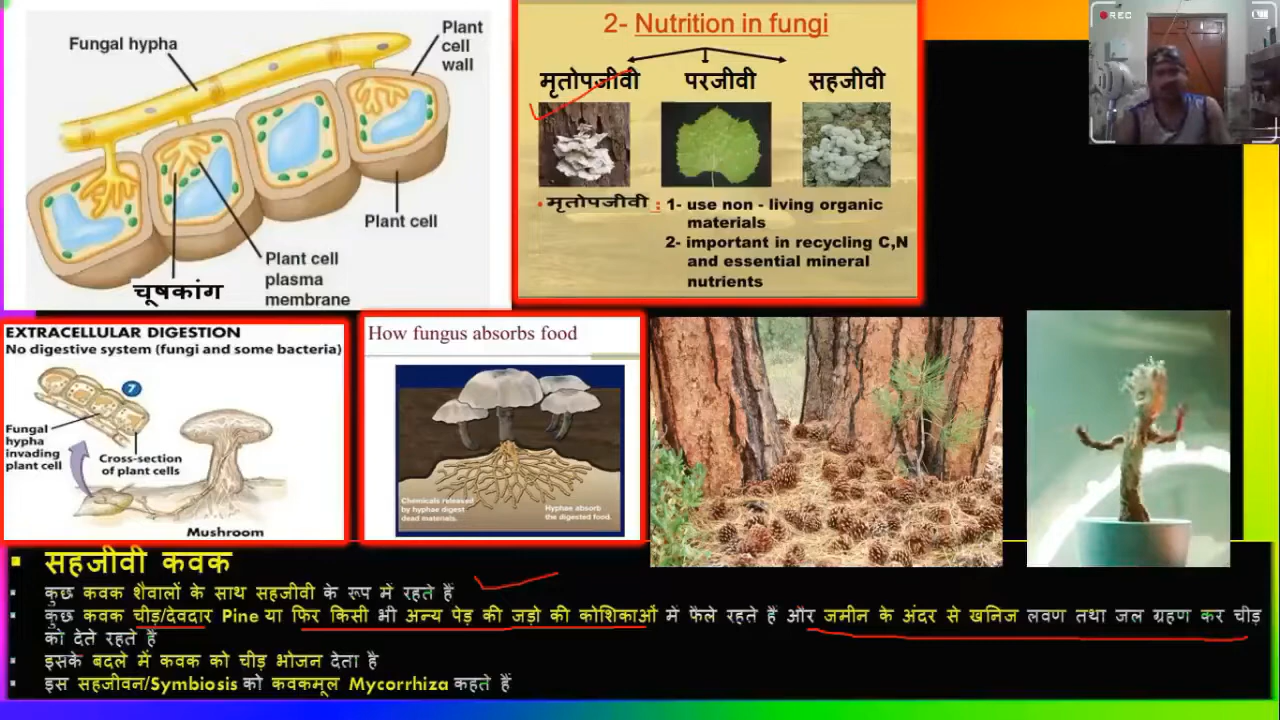 Fungal hypha
Plant
cell
wall
Plant cell
Plant cell
plasma
membrane
चूषकांग
2- Nutrition in fungi
मृतोपजीवी परजीवी सहजीवी
• मृतोपजीवी : 1- use non - living organic
materials
2- important in recycling C,N
and essential mineral
nutrients
REC
EXTRACELLULAR DIGESTION
No digestive system (fungi and some bacteria)
7
Fungal
hypha
invading
plant cell
Cross-section
of plant cells
Mushroom
How fungus absorbs food
Chemicals released
by hyphae digest
dead materials.
Hyphae absorb
the digested food.
सहजीवी कवक
कुछ कवक शैवालों के साथ सहजीवी के रूप में रहते हैं
कुछ कवक चीड़/देवदार Pine या फिर किसी भी अन्य पेड़ की जड़ो की कोशिकाओं में फैले रहते हैं और जमीन के अंदर से खनिज लवण तथा जल ग्रहण कर चीड़
को देते रहते हैं
इसके बदले में कवक को चीड़ भोजन देता है
इस सहजीवन/Symbiosis को कवकमूल Mycorrhiza कहते हैं